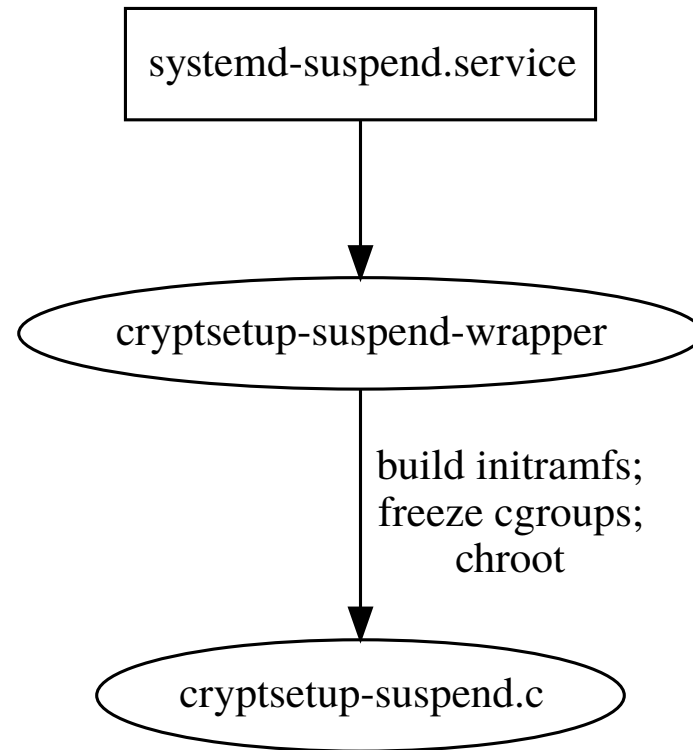 systemd-suspend.service
cryptsetup-suspend-wrapper
build initramfs;
freeze cgroups;
chroot
cryptsetup-suspend.c